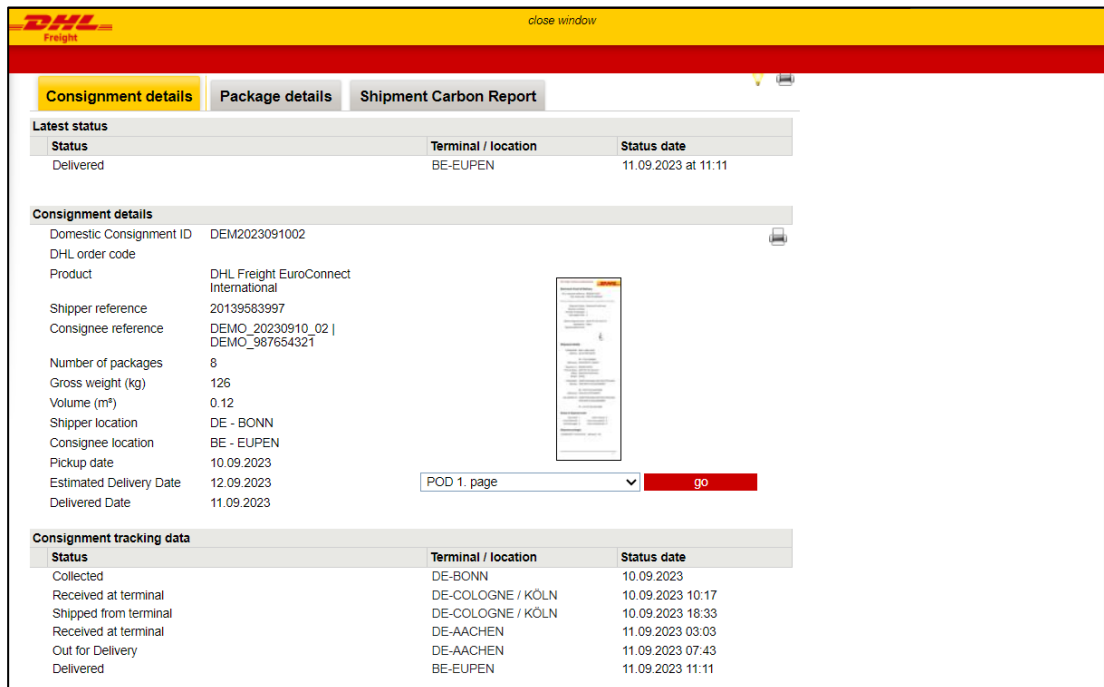 DHL
Freight
close window
Consignment details Package details Shipment Carbon Report
Latest status
Status Terminal / location Status date
Delivered BE-EUPEN 11.09.2023 at 11:11
Consignment details
Domestic Consignment ID DEM2023091002
DHL order code
Product DHL Freight EuroConnect
International
Shipper reference 20139583997
Consignee reference DEMO_20230910_02 |
DEMO_987654321
Number of packages 8
Gross weight (kg) 126
Volume (m³) 0.12
Shipper location DE - BONN
Consignee location BE - EUPEN
Pickup date 10.09.2023
Estimated Delivery Date 12.09.2023
Delivered Date 11.09.2023
POD 1. page go
Consignment tracking data
Status Terminal / location Status date
Collected DE-BONN 10.09.2023
Received at terminal DE-COLOGNE / KÖLN 10.09.2023 10:17
Shipped from terminal DE-COLOGNE / KÖLN 10.09.2023 18:33
Received at terminal DE-AACHEN 11.09.2023 03:03
Out for Delivery DE-AACHEN 11.09.2023 07:43
Delivered BE-EUPEN 11.09.2023 11:11